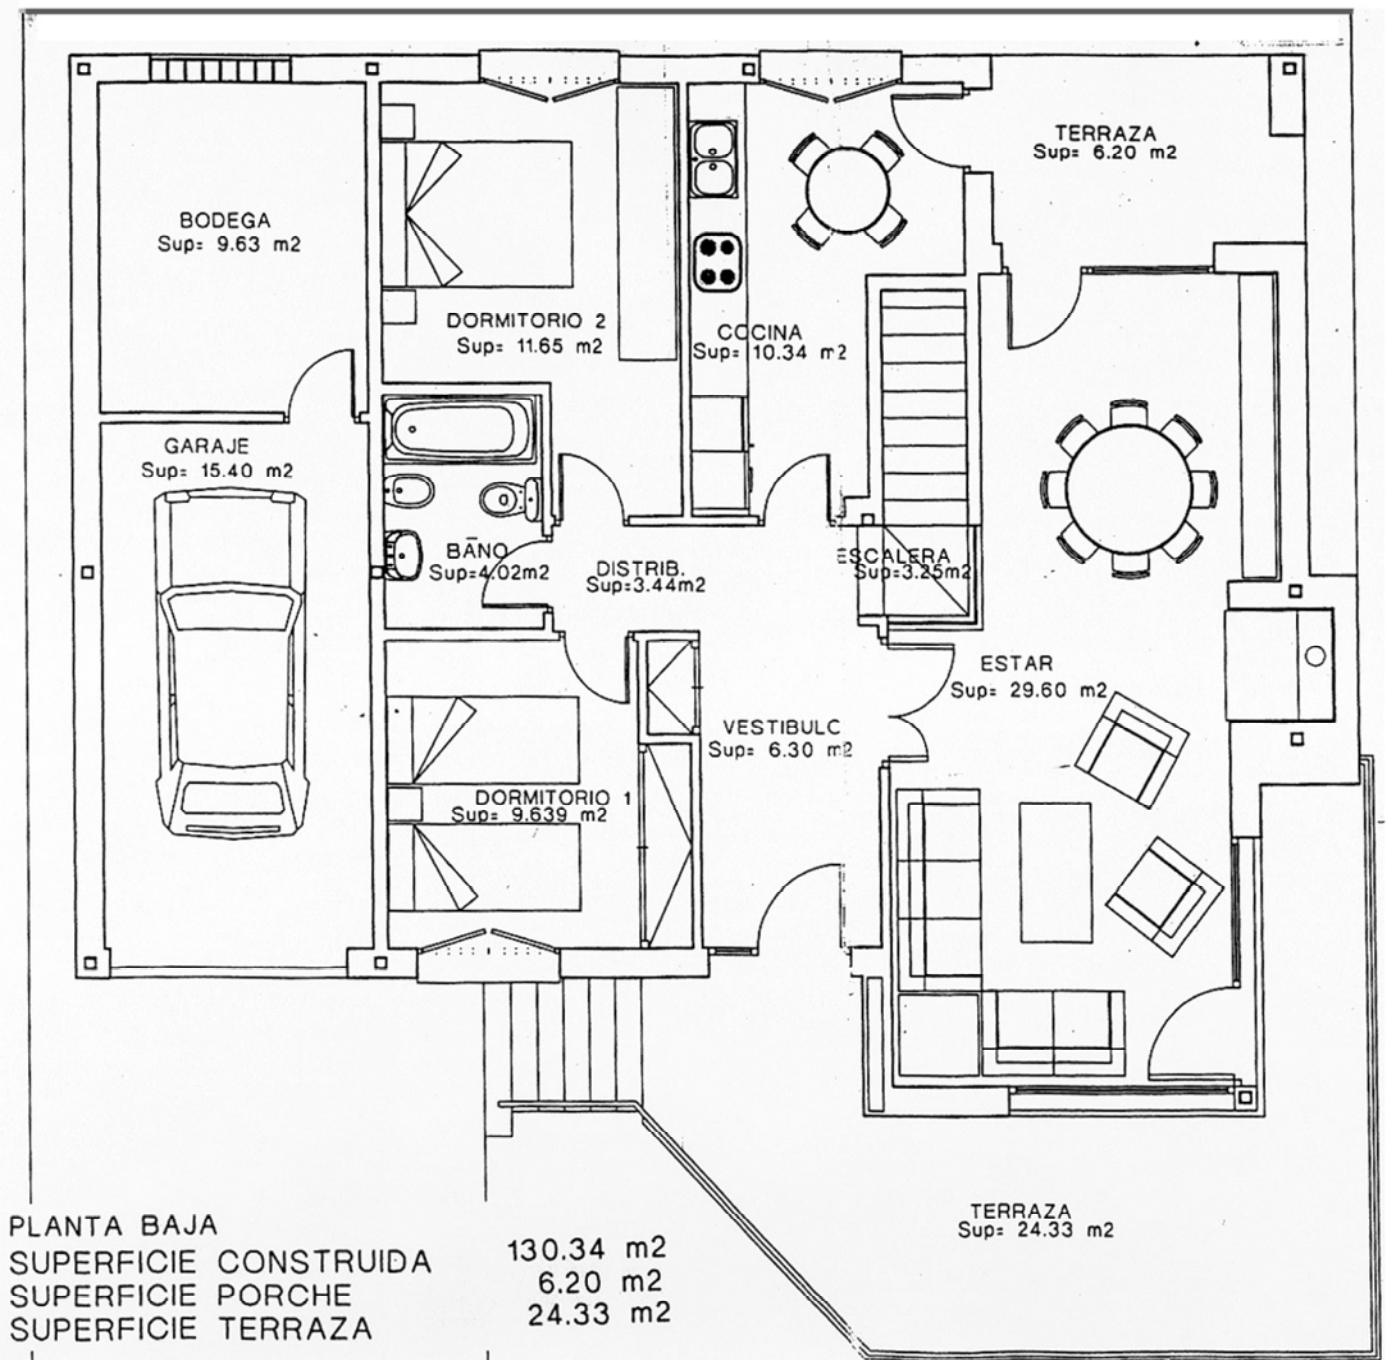 TERRAZA
Sup= 6.20 m2
BODEGA
Sup= 9.63 m2
DORMITORIO 2
Sup= 11.65 m2
COCINA
Sup= 10.34 m2
GARAJE
Sup= 15.40 m2
BAÑO
Sup=4.02m2
DISTRIB.
Sup=3.44m2
ESCALERA
Sup=3.25m2
ESTAR
Sup= 29.60 m2
VESTIBULO
Sup= 6.30 m2
DORMITORIO 1
Sup= 9.639 m2
TERRAZA
Sup= 24.33 m2
PLANTA BAJA
SUPERFICIE CONSTRUIDA 130.34 m2
SUPERFICIE PORCHE 6.20 m2
SUPERFICIE TERRAZA 24.33 m2